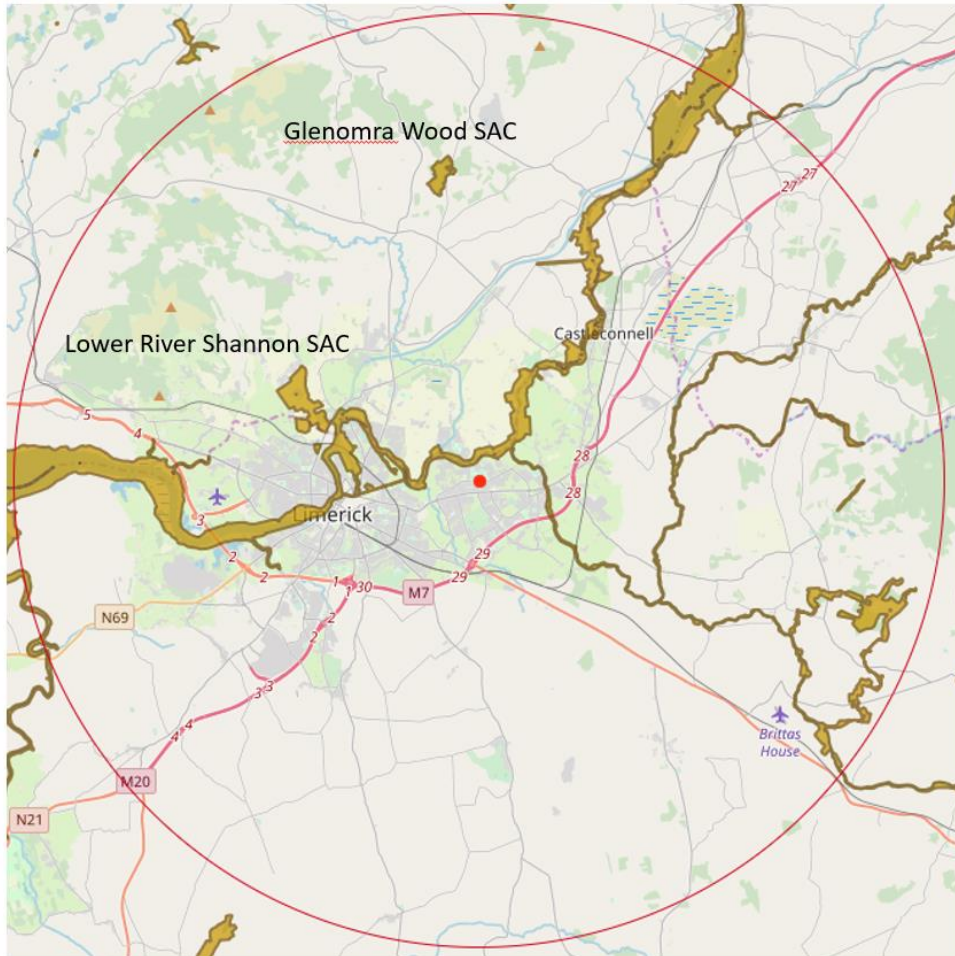 Glenomra Wood SAC
27
27
Castleconnell
Lower River Shannon SAC
5
4
28
28
3
Limerick
2
2
29
29
1
30
1
M7
N69
2
2
3
3
4
4
Brittas
House
M20
N21